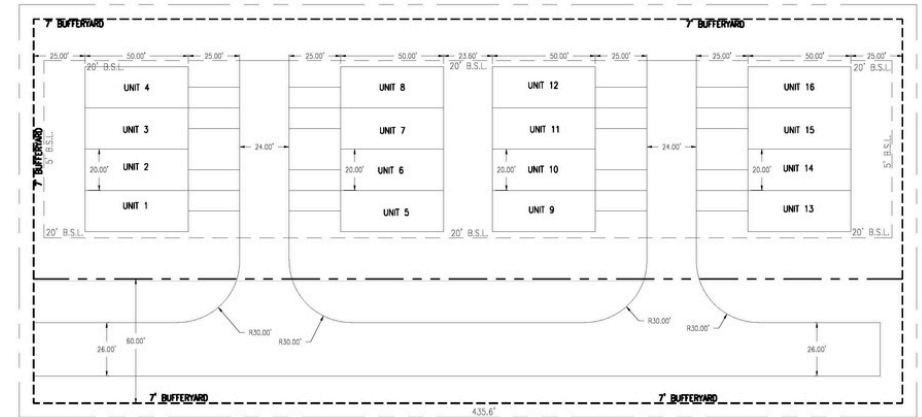 7' BUFFERYARD 7' BUFFERYARD
25.00' 50.00' 25.00' 25.00' 50.00' 23.60' 50.00' 25.00' 25.00' 50.00' 25.00'
20' B.S.L. 20' B.S.L. 20' B.S.L.
UNIT 4 UNIT 8 UNIT 12 UNIT 16
UNIT 3 UNIT 7 UNIT 11 UNIT 15
7' BUFFERYARD
5' B.S.L. 5' B.S.L.
24.00' 24.00'
UNIT 2 UNIT 6 UNIT 10 UNIT 14
20.00' 20.00' 20.00' 20.00'
UNIT 1 UNIT 5 UNIT 9 UNIT 13
20' B.S.L. 20' B.S.L. 20' B.S.L.
R30.00' R30.00' R30.00' R30.00'
26.00' 60.00' 26.00'
7' BUFFERYARD 7' BUFFERYARD
435.6'